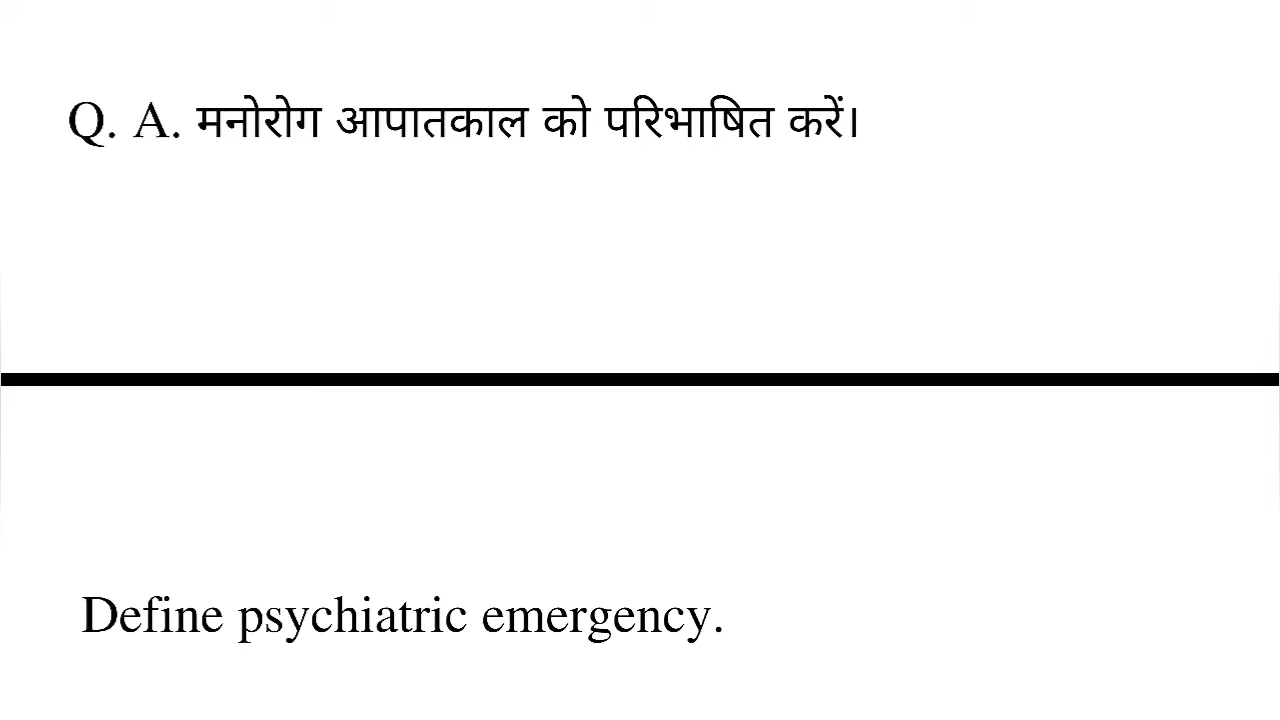 Q. A. मनोरोग आपातकाल को परिभाषित करें।
Define psychiatric emergency.